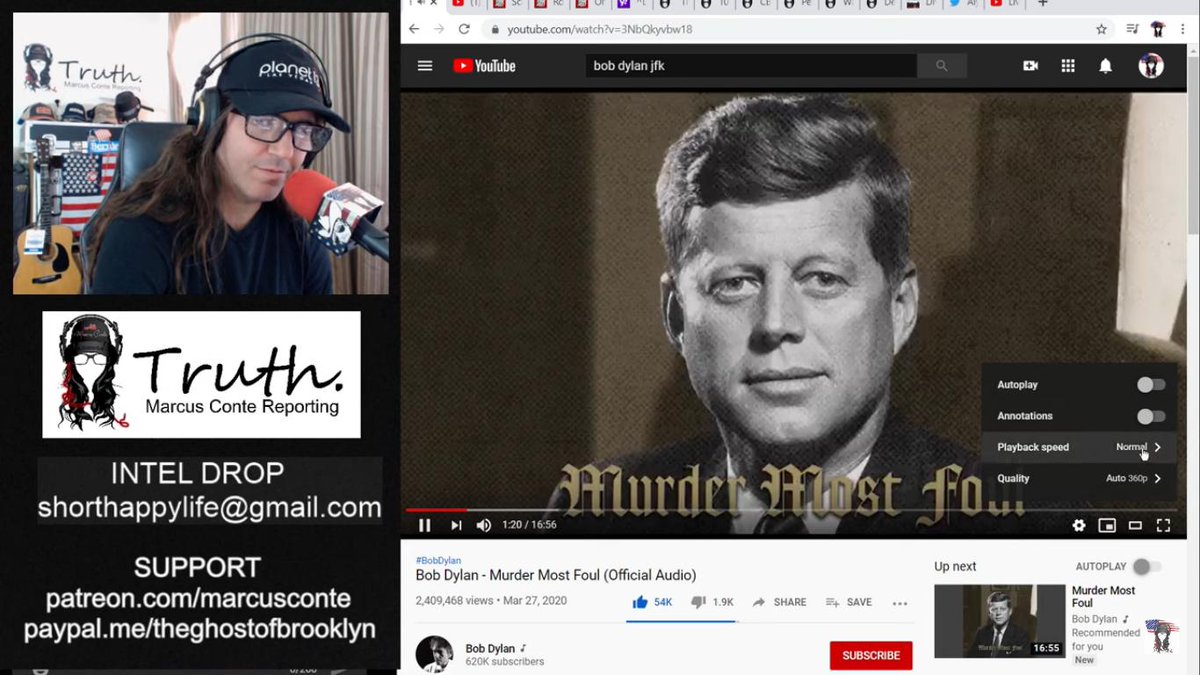 youtube.com/watch?v=3NbQkyvbw18
YouTube
bob dylan jfk
Truth.
Marcus Conte Reporting
planet
LAS VEGAS
Autoplay
Annotations
Playback speed Normal
Quality Auto 360p
Murder Most Foul
1:20 / 16:56
Truth.
Marcus Conte Reporting
INTEL DROP
shorthappylife@gmail.com
SUPPORT
patreon.com/marcusconte
paypal.me/theghostofbrooklyn
#BobDylan
Bob Dylan - Murder Most Foul (Official Audio)
2,409,468 views • Mar 27, 2020
54K 1.9K SHARE SAVE
Bob Dylan
620K subscribers
SUBSCRIBE
Up next AUTOPLAY
Murder Most
Foul
Bob Dylan
Recommended
for you
New
16:55